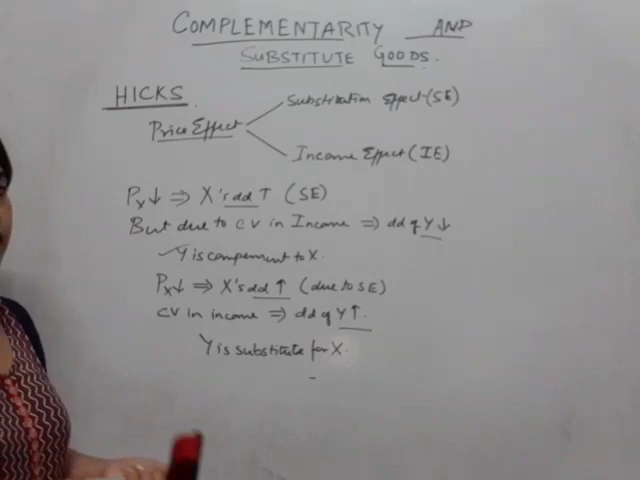 COMPLEMENTARITY AND
SUBSTITUTE GOODS.
HICKS
Price Effect
Substitution Effect (SE)
Income Effect (IE)
Px↓ ⇒ X's dd ↑ (SE)
But due to CV in Income ⇒ dd of Y↓
Y is compement to X.
Px↓ ⇒ X's dd ↑ (due to SE)
CV in income ⇒ dd of Y↑.
Y is substitute for X.